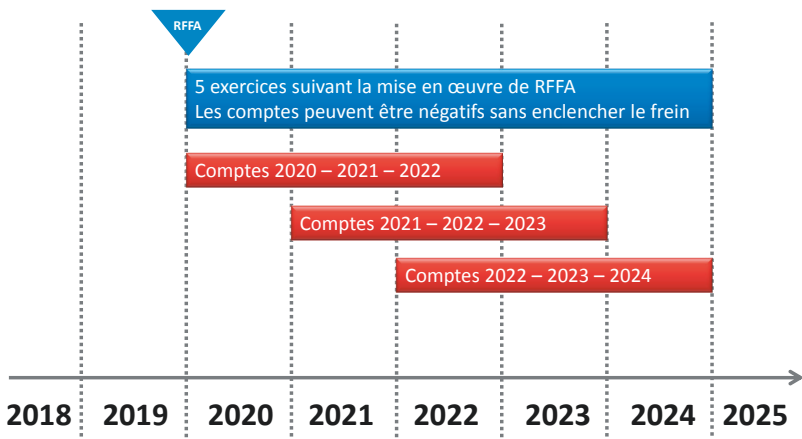 RFFA
5 exercices suivant la mise en œuvre de RFFA
Les comptes peuvent être négatifs sans enclencher le frein
Comptes 2020 – 2021 – 2022
Comptes 2021 – 2022 – 2023
Comptes 2022 – 2023 – 2024
2018 2019 2020 2021 2022 2023 2024 2025